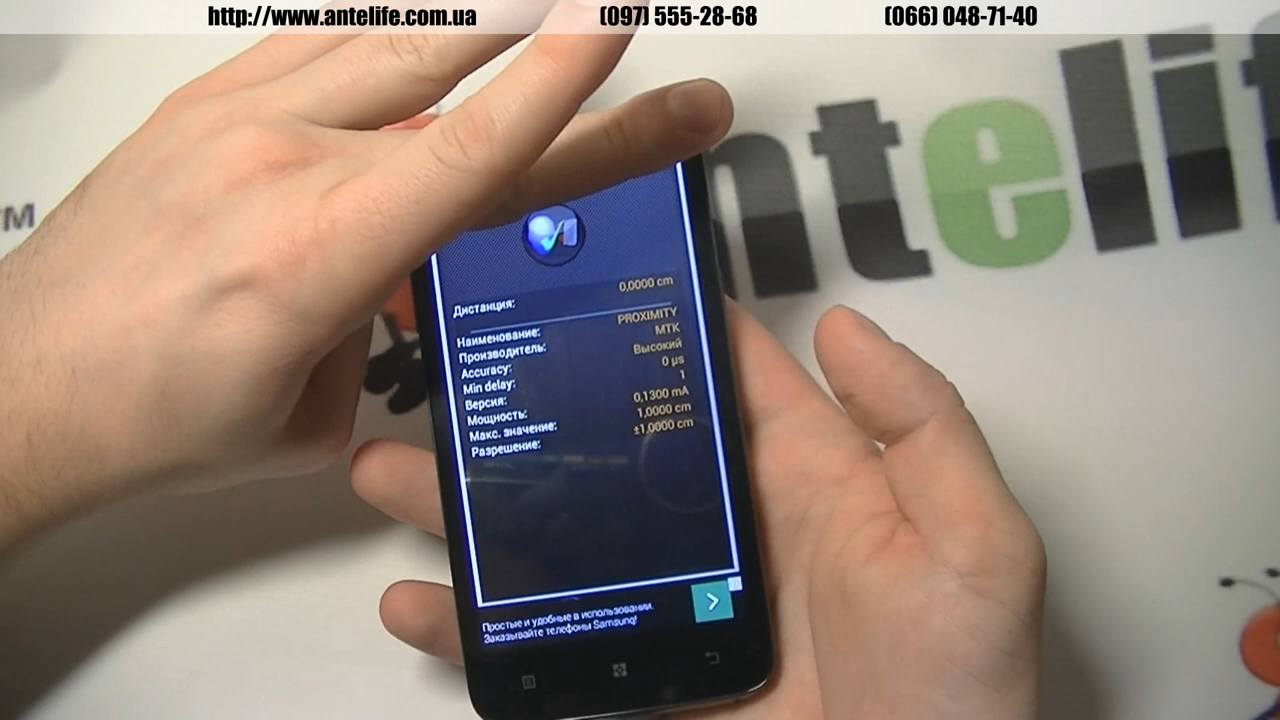 http://www.antelife.com.ua (097) 555-28-68 (066) 048-71-40
TM
antelife
Дистанция: 0,0000 cm
Наименование: PROXIMITY
Производитель: MTK
Accuracy: Высокий
Min delay: 0 µs
Версия: 1
Мощность: 0,1300 mA
Макс. значение: 1,0000 cm
Разрешение: ±1,0000 cm
Простые и удобные в использовании.
Заказывайте телефоны Samsung!